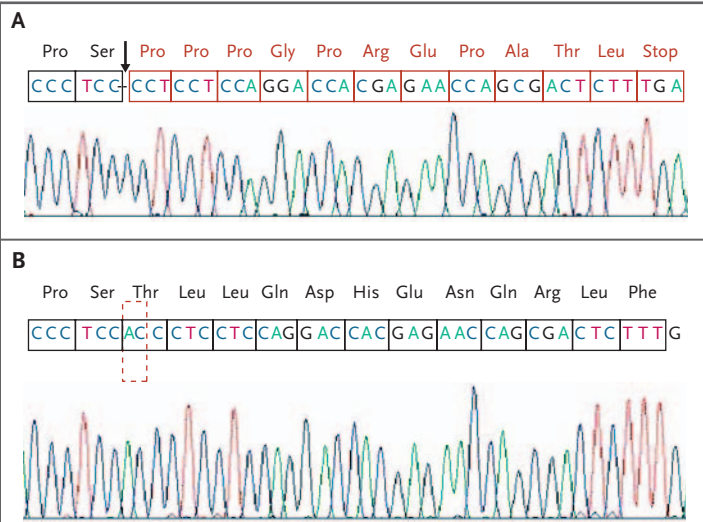 A
Pro Ser Pro Pro Pro Gly Pro Arg Glu Pro Ala Thr Leu Stop
CCC TCC-CCT CCT CCA GGA CCA CGA GAA CCA GCG ACT CTT TGA
B
Pro Ser Thr Leu Leu Gln Asp His Glu Asn Gln Arg Leu Phe
CCC TCC ACC CTC CTC CAG GAC CAC GAG AAC CAG CGA CTC TTT G